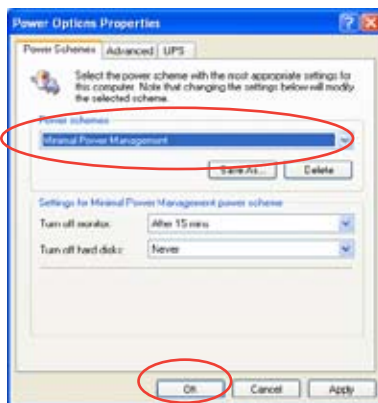 Power Options Properties
Power Schemes Advanced UPS
Select the power scheme with the most appropriate settings for
this computer. Note that changing the settings below will modify
the selected scheme.
Power schemes
Minimal Power Management
Save As... Delete
Settings for Minimal Power Management power scheme
Turn off monitor: After 15 mins
Turn off hard disks: Never
OK Cancel Apply